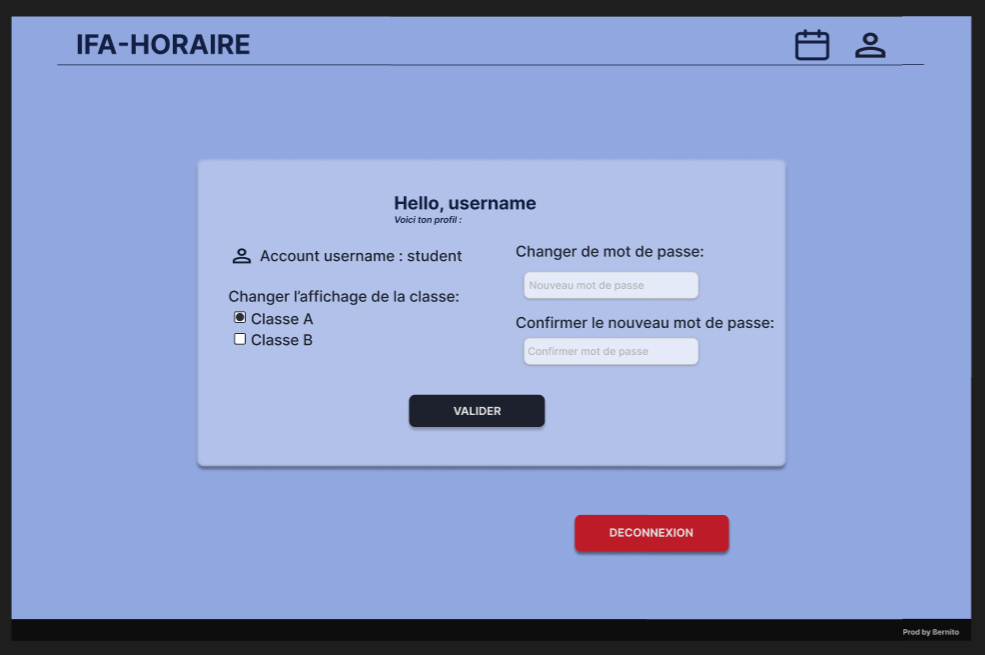 IFA-HORAIRE
Hello, username
Voici ton profil :
Account username : student
Changer l'affichage de la classe:
Classe A
Classe B
Changer de mot de passe:
Nouveau mot de passe
Confirmer le nouveau mot de passe:
Confirmer mot de passe
VALIDER
DECONNEXION
Prod by Bernito